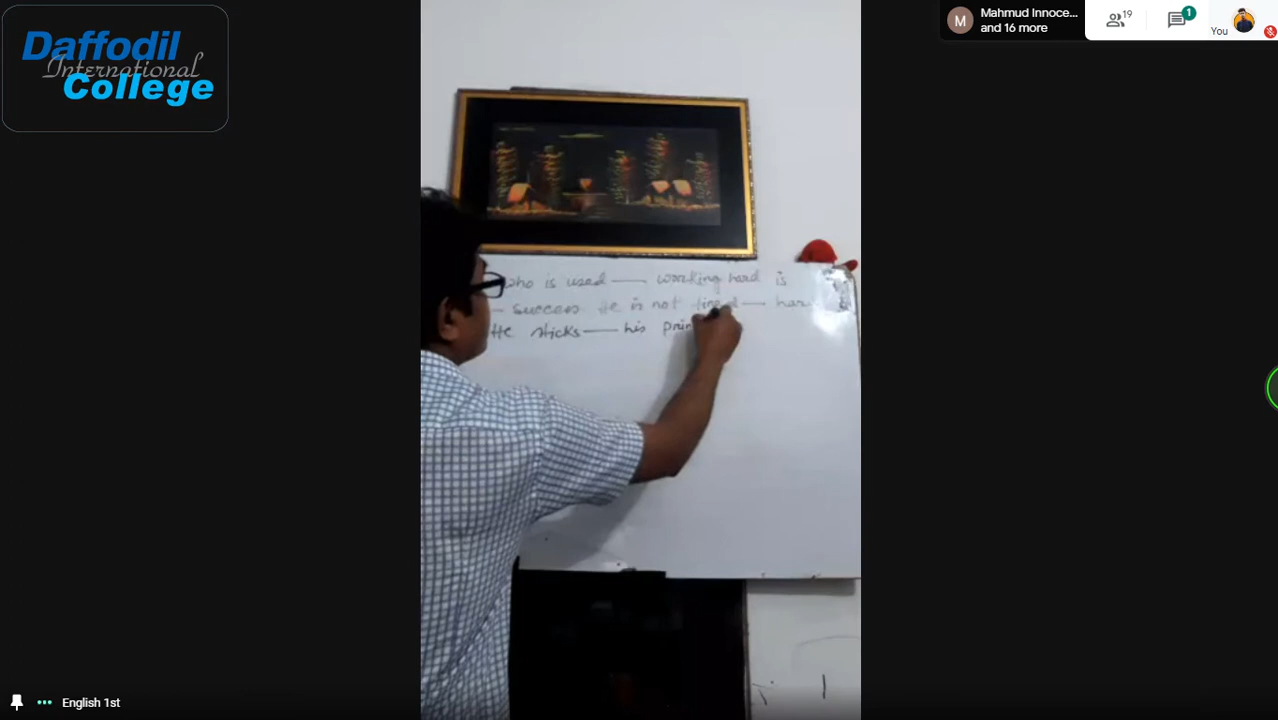 Daffodil
International
College
M
Mahmud Innoce...
and 16 more
19
1
You
who is used — working hard is
— success He is not tired — har
He sticks — his prin
English 1st